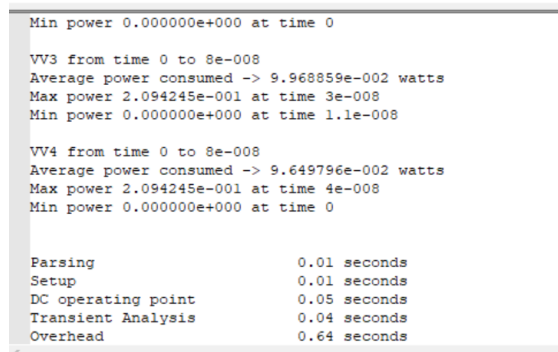 Min power 0.000000e+000 at time 0
VV3 from time 0 to 8e-008
Average power consumed -> 9.968859e-002 watts
Max power 2.094245e-001 at time 3e-008
Min power 0.000000e+000 at time 1.1e-008
VV4 from time 0 to 8e-008
Average power consumed -> 9.649796e-002 watts
Max power 2.094245e-001 at time 4e-008
Min power 0.000000e+000 at time 0
Parsing 0.01 seconds
Setup 0.01 seconds
DC operating point 0.05 seconds
Transient Analysis 0.04 seconds
Overhead 0.64 seconds